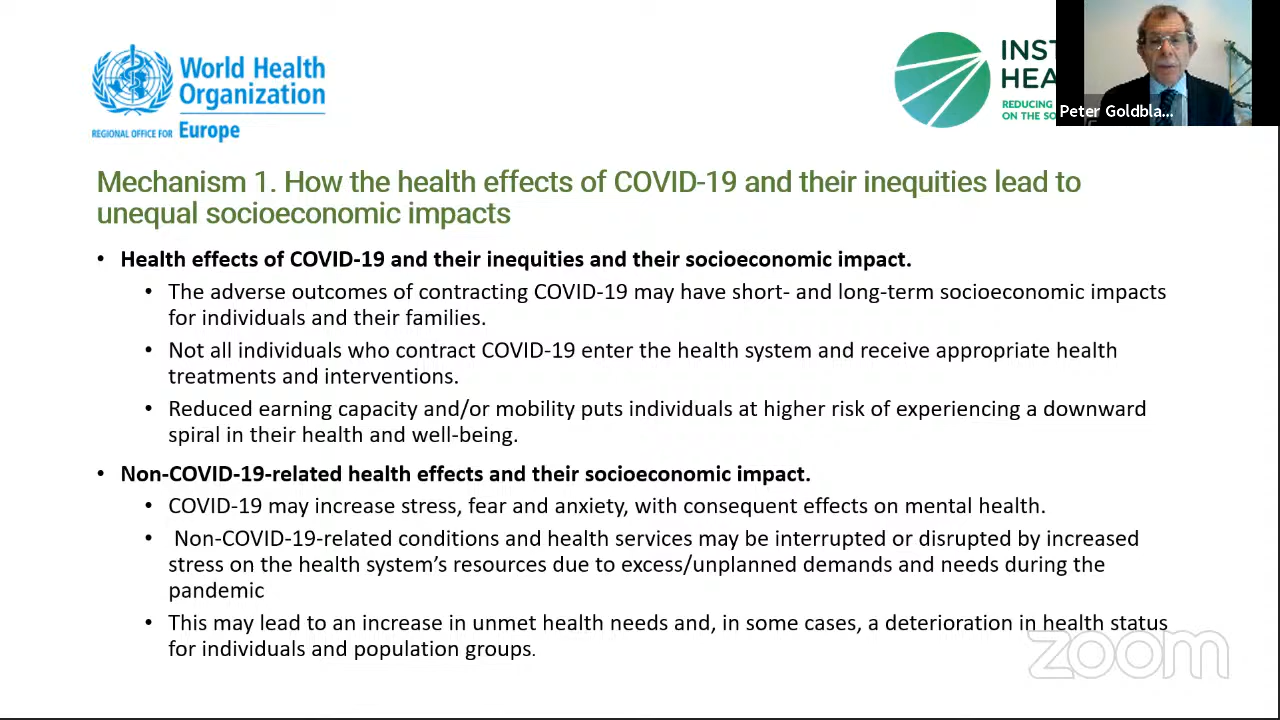 World Health
Organization
REGIONAL OFFICE FOR Europe
INST
HEA
REDUCING
ON THE SO
Peter Goldbla...
Mechanism 1. How the health effects of COVID-19 and their inequities lead to
unequal socioeconomic impacts
• Health effects of COVID-19 and their inequities and their socioeconomic impact.
• The adverse outcomes of contracting COVID-19 may have short- and long-term socioeconomic impacts
for individuals and their families.
• Not all individuals who contract COVID-19 enter the health system and receive appropriate health
treatments and interventions.
• Reduced earning capacity and/or mobility puts individuals at higher risk of experiencing a downward
spiral in their health and well-being.
• Non-COVID-19-related health effects and their socioeconomic impact.
• COVID-19 may increase stress, fear and anxiety, with consequent effects on mental health.
• Non-COVID-19-related conditions and health services may be interrupted or disrupted by increased
stress on the health system’s resources due to excess/unplanned demands and needs during the
pandemic
• This may lead to an increase in unmet health needs and, in some cases, a deterioration in health status
for individuals and population groups.
zoom